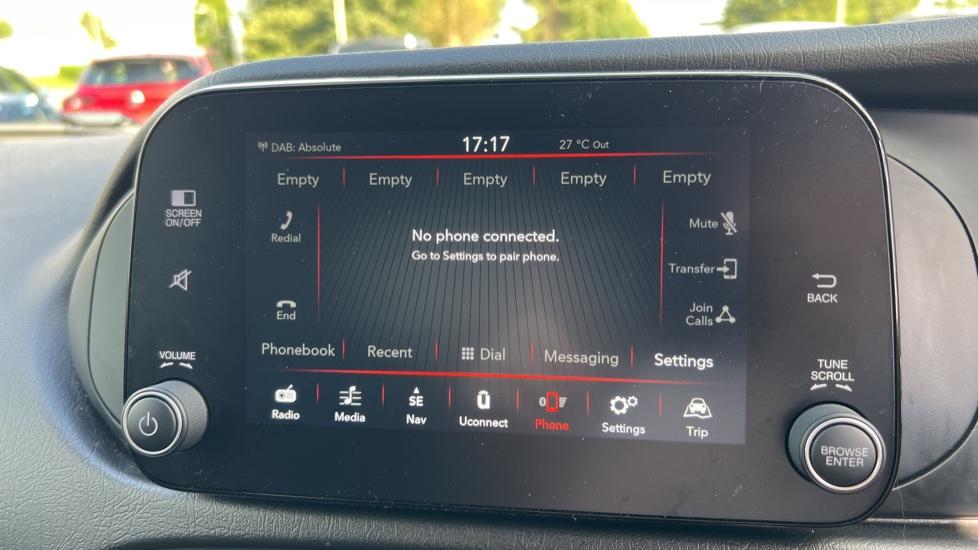 DAB: Absolute 17:17 27 °C Out
Empty Empty Empty Empty Empty
SCREEN
ON/OFF
Redial
No phone connected.
Go to Settings to pair phone.
Mute
Transfer
BACK
End
Join
Calls
Phonebook Recent Dial Messaging Settings
VOLUME
TUNE
SCROLL
Radio Media SE Nav Uconnect Phone Settings Trip
BROWSE
ENTER